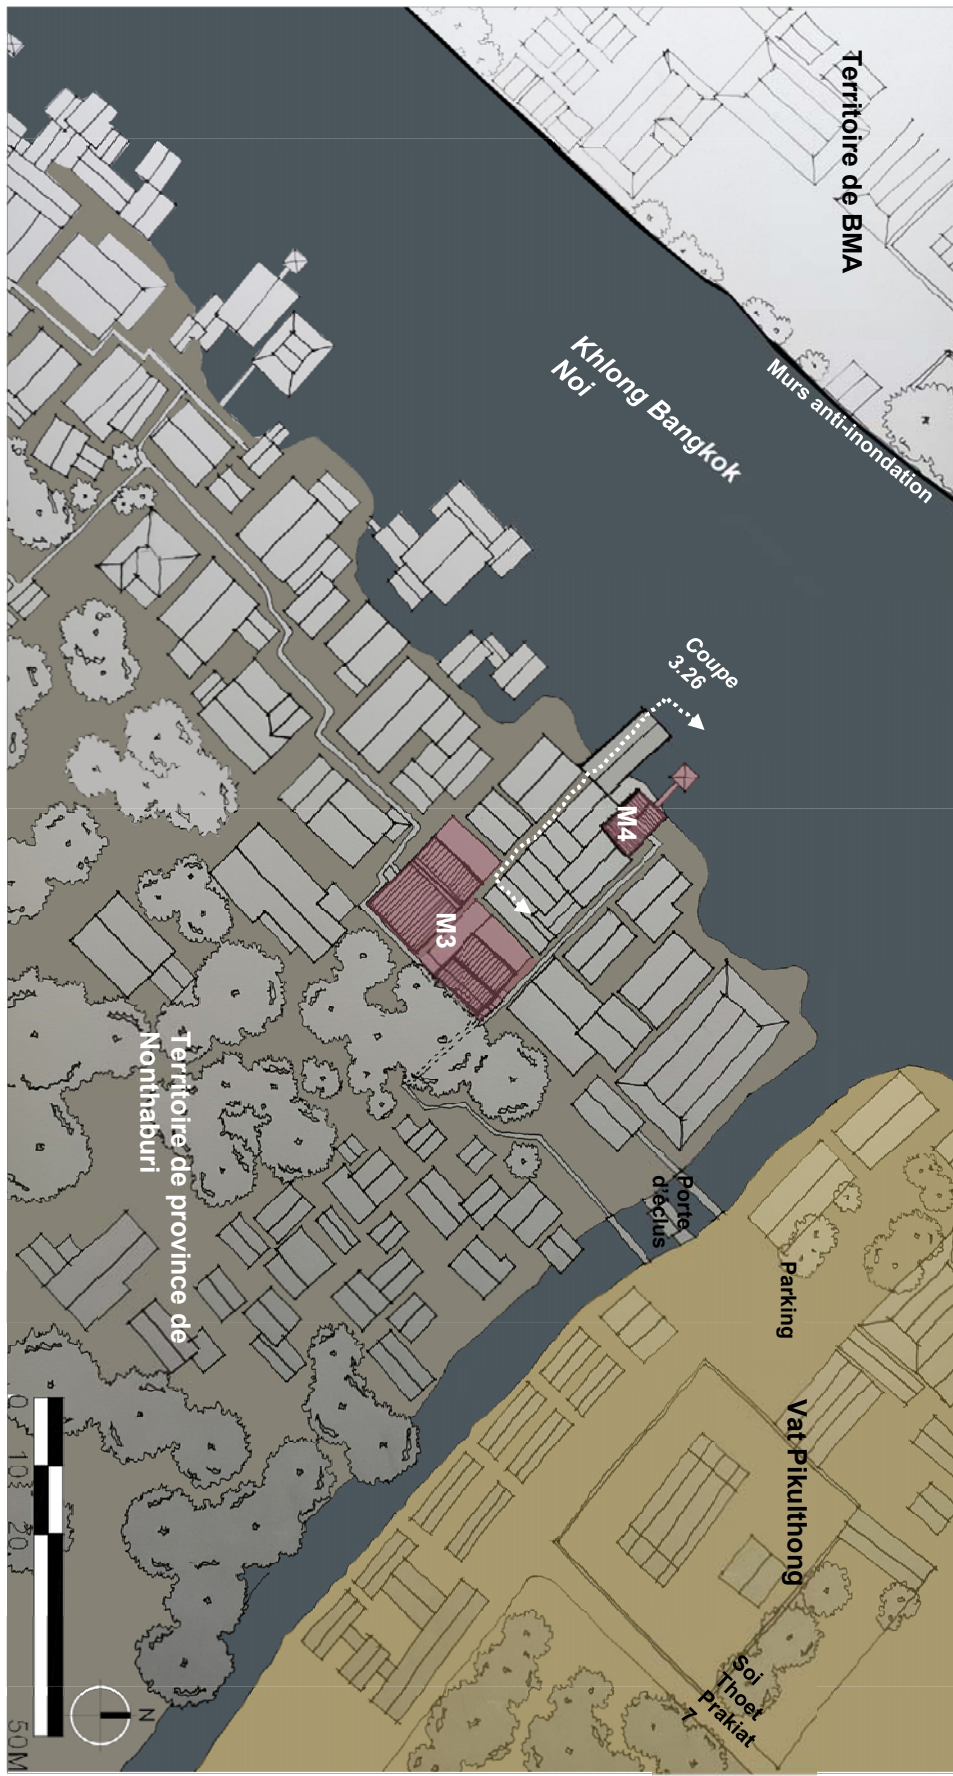 Territoire de BMA
Murs anti-inondation
Khlong Bangkok
Noi
Coupe
3.26
M4
M3
Territoire de province de
Nonthaburi
Porte
d'éclus
Parking
Vat Pikulthong
Soi
Thoet
Prakiat
7
0
10
20
50M
N